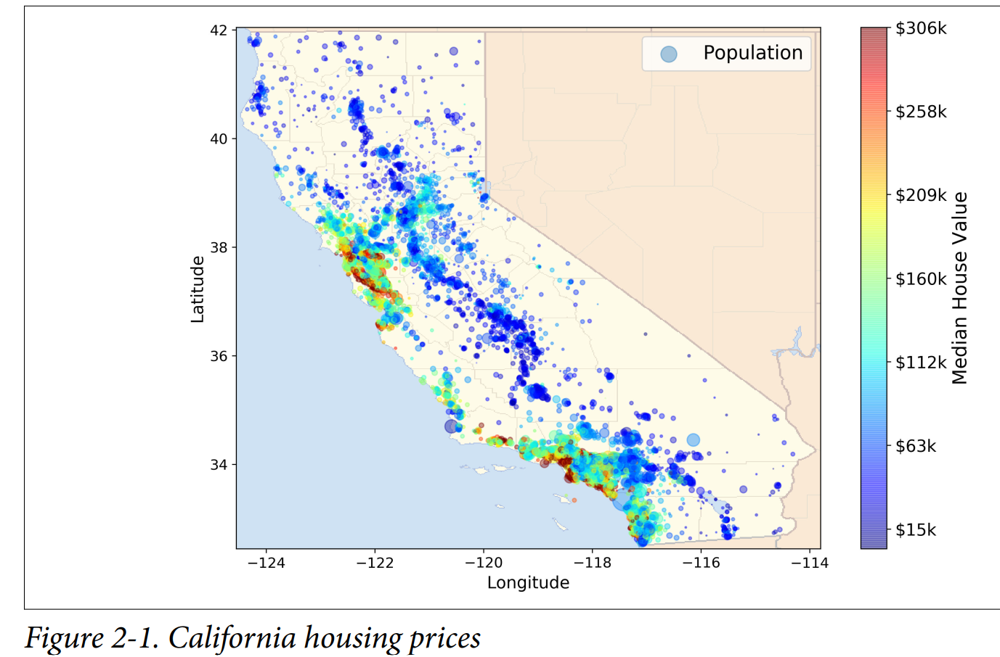 42
40
38
36
34
Latitude
−124
−122
−120
−118
−116
−114
Longitude
Population
$306k
$258k
$209k
$160k
$112k
$63k
$15k
Median House Value
Figure 2-1. California housing prices